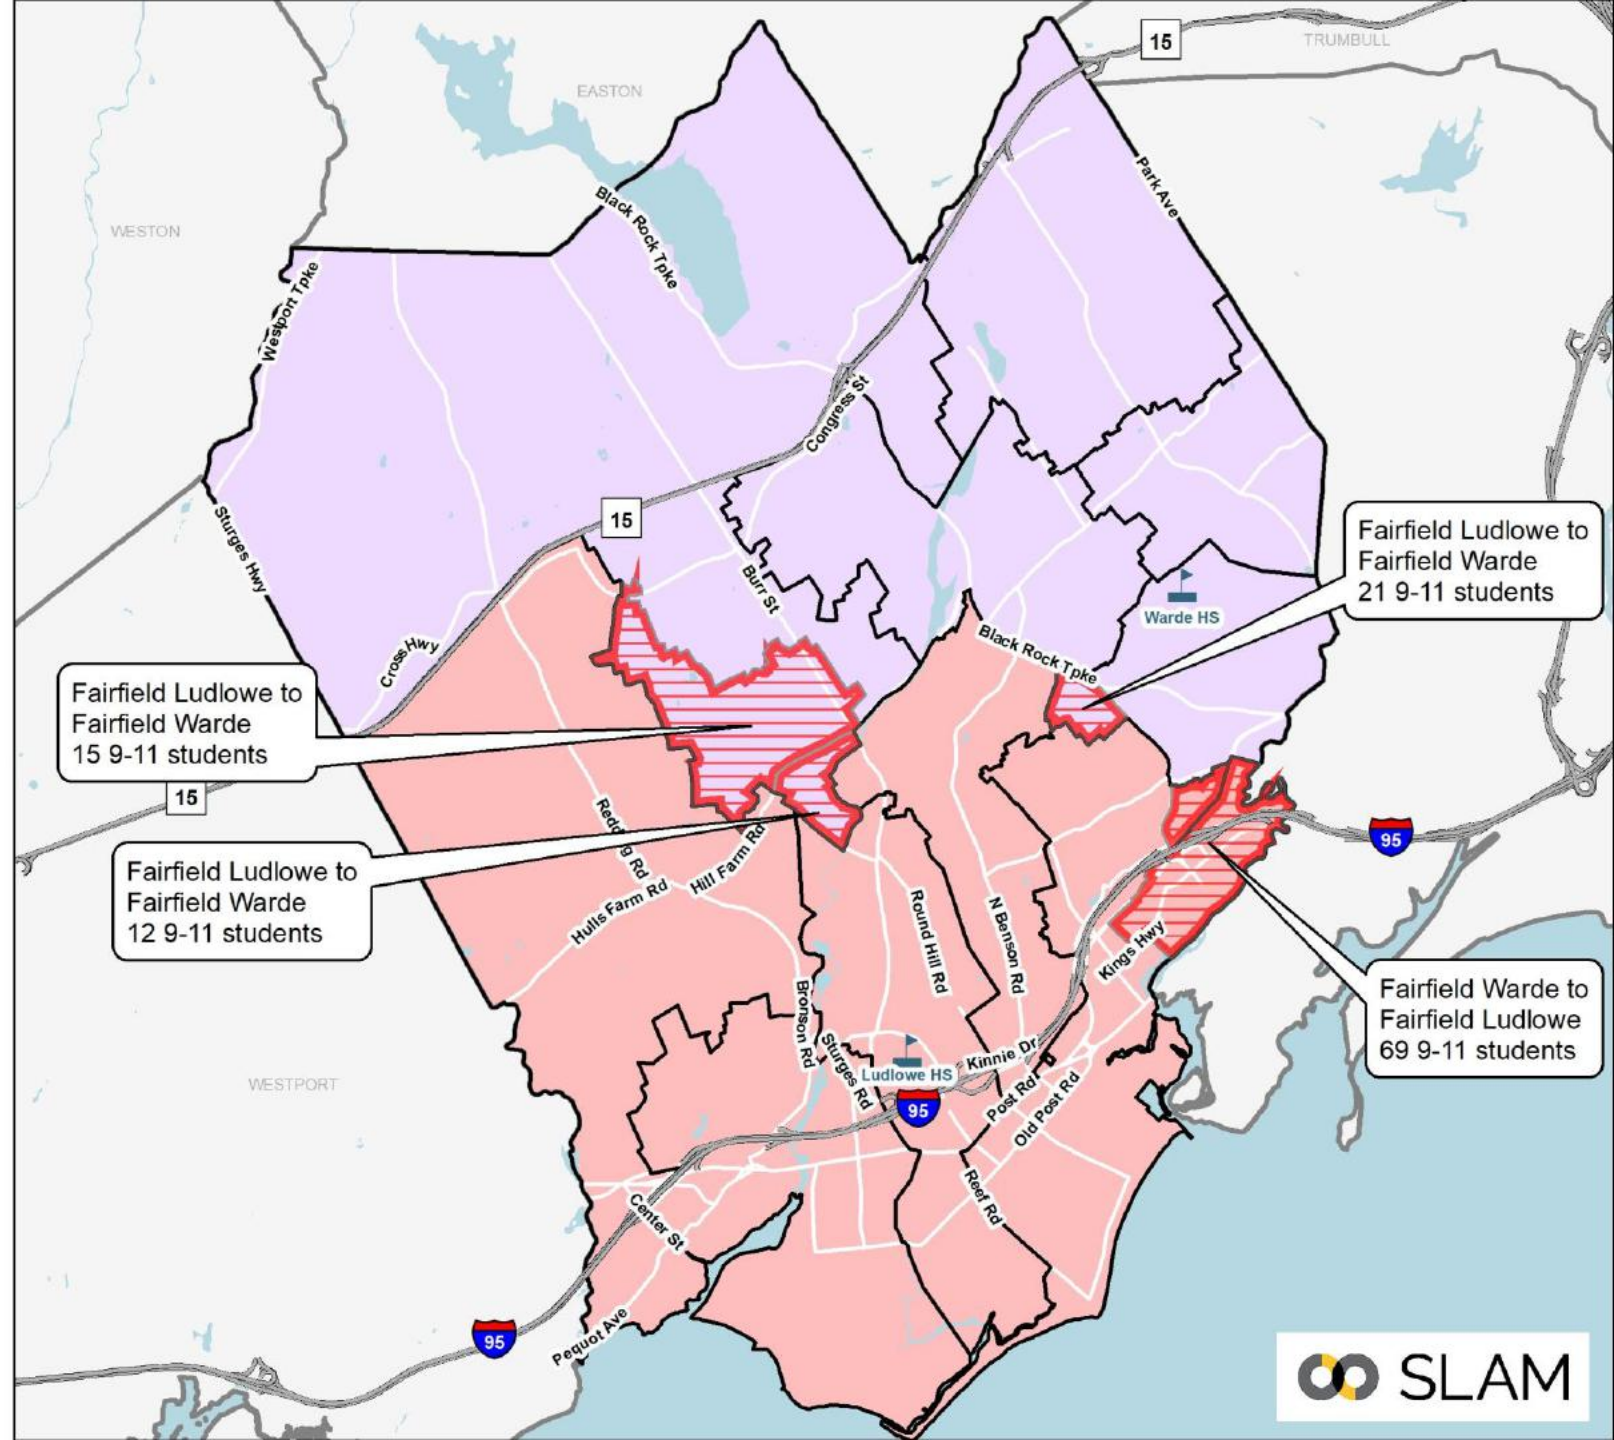 15
TRUMBULL
EASTON
Park Ave
Black Rock Tpke
WESTON
Westport Tpke
Congress St
15
Sturges Hwy
Fairfield Ludlowe to
Fairfield Warde
21 9-11 students
Burr St
Warde HS
Black Rock Tpke
Cross Hwy
Fairfield Ludlowe to
Fairfield Warde
15 9-11 students
15
Redding Rd
Hill Farm Rd
95
Fairfield Ludlowe to
Fairfield Warde
12 9-11 students
Hulls Farm Rd
Round Hill Rd
N Benson Rd
Kings Hwy
Fairfield Warde to
Fairfield Ludlowe
69 9-11 students
Bronson Rd
Sturges Rd
Kinnie Dr
Ludlowe HS
WESTPORT
95
Post Rd
Old Post Rd
Reef Rd
Center St
95
Pequot Ave
SLAM